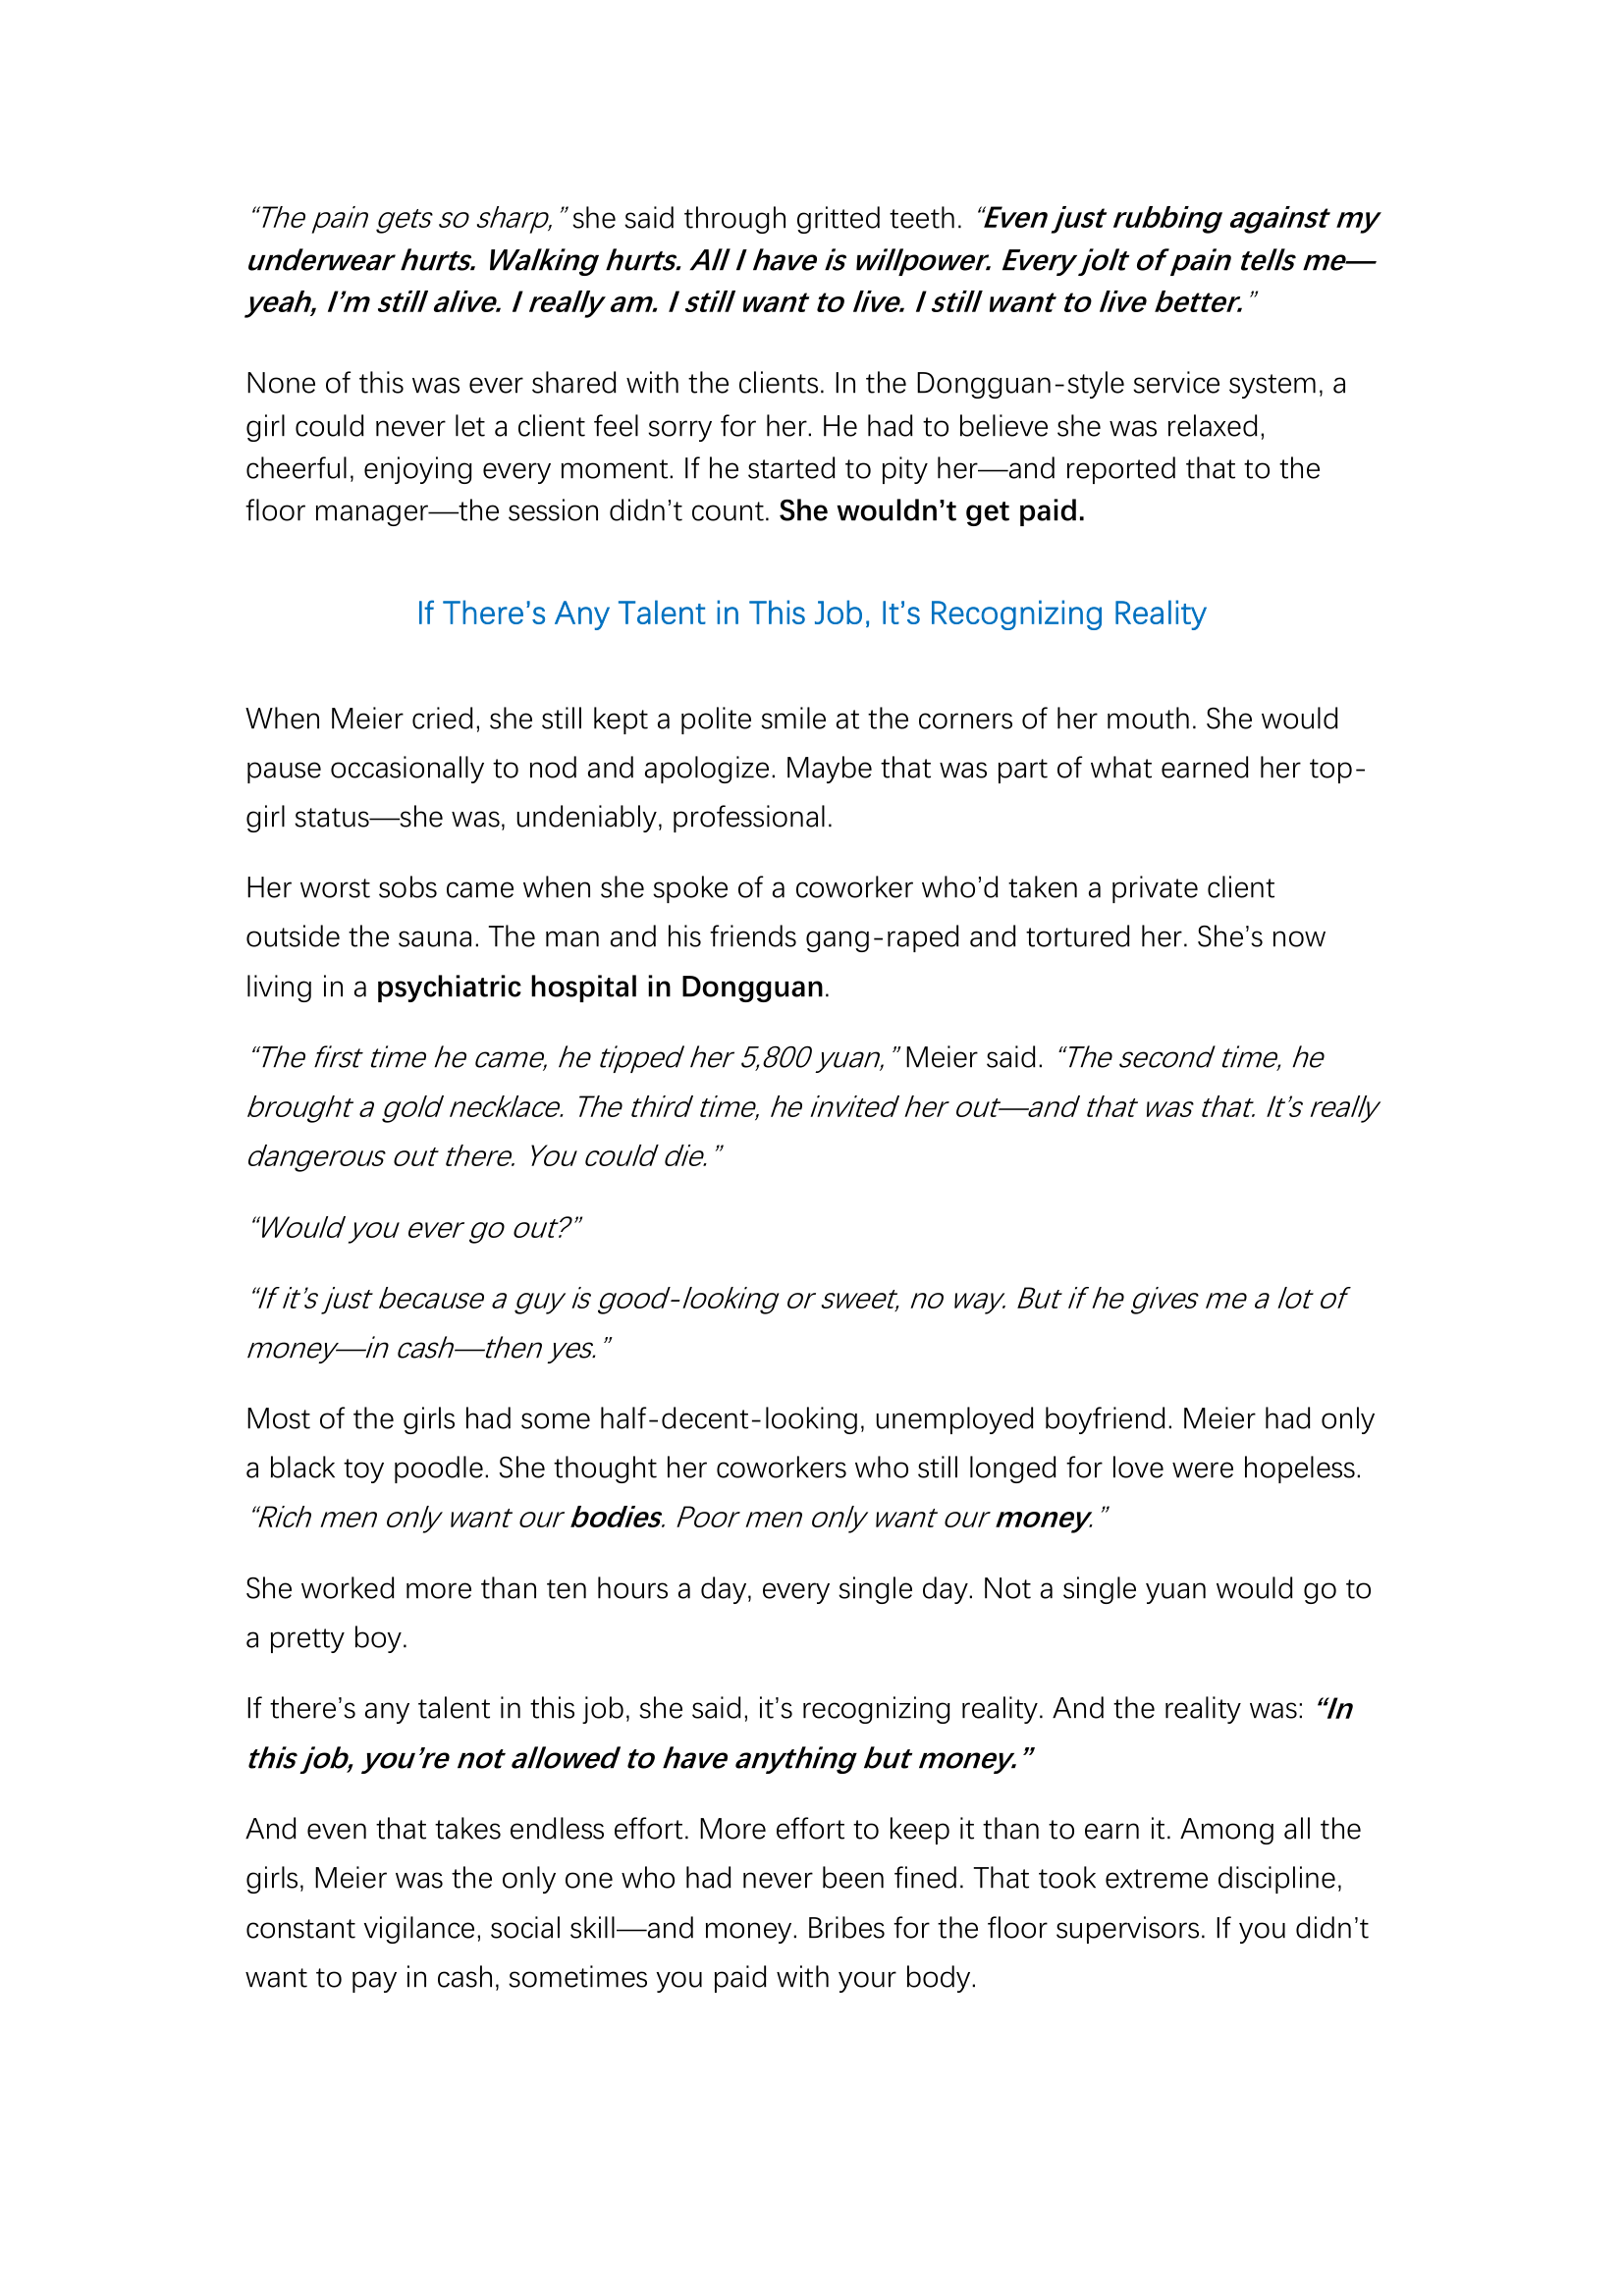 “The pain gets so sharp,” she said through gritted teeth. “Even just rubbing against my
underwear hurts. Walking hurts. All I have is willpower. Every jolt of pain tells me—
yeah, I’m still alive. I really am. I still want to live. I still want to live better.”
None of this was ever shared with the clients. In the Dongguan-style service system, a
girl could never let a client feel sorry for her. He had to believe she was relaxed,
cheerful, enjoying every moment. If he started to pity her—and reported that to the
floor manager—the session didn’t count. She wouldn’t get paid.
If There’s Any Talent in This Job, It’s Recognizing Reality
When Meier cried, she still kept a polite smile at the corners of her mouth. She would
pause occasionally to nod and apologize. Maybe that was part of what earned her top-
girl status—she was, undeniably, professional.
Her worst sobs came when she spoke of a coworker who’d taken a private client
outside the sauna. The man and his friends gang-raped and tortured her. She’s now
living in a psychiatric hospital in Dongguan.
“The first time he came, he tipped her 5,800 yuan,” Meier said. “The second time, he
brought a gold necklace. The third time, he invited her out—and that was that. It’s really
dangerous out there. You could die.”
“Would you ever go out?”
“If it’s just because a guy is good-looking or sweet, no way. But if he gives me a lot of
money—in cash—then yes.”
Most of the girls had some half-decent-looking, unemployed boyfriend. Meier had only
a black toy poodle. She thought her coworkers who still longed for love were hopeless.
“Rich men only want our bodies. Poor men only want our money.”
She worked more than ten hours a day, every single day. Not a single yuan would go to
a pretty boy.
If there’s any talent in this job, she said, it’s recognizing reality. And the reality was: “In
this job, you’re not allowed to have anything but money.”
And even that takes endless effort. More effort to keep it than to earn it. Among all the
girls, Meier was the only one who had never been fined. That took extreme discipline,
constant vigilance, social skill—and money. Bribes for the floor supervisors. If you didn’t
want to pay in cash, sometimes you paid with your body.